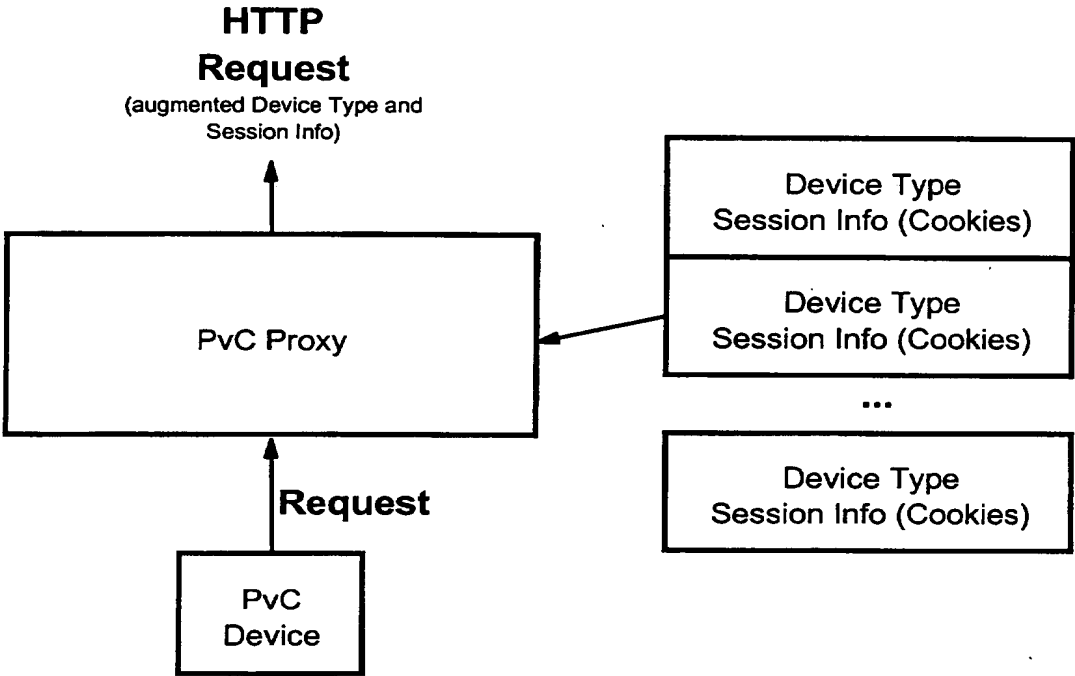 HTTP
Request
(augmented Device Type and
Session Info)
Device Type
Session Info (Cookies)
Device Type
Session Info (Cookies)
...
Device Type
Session Info (Cookies)
PvC Proxy
Request
PvC
Device